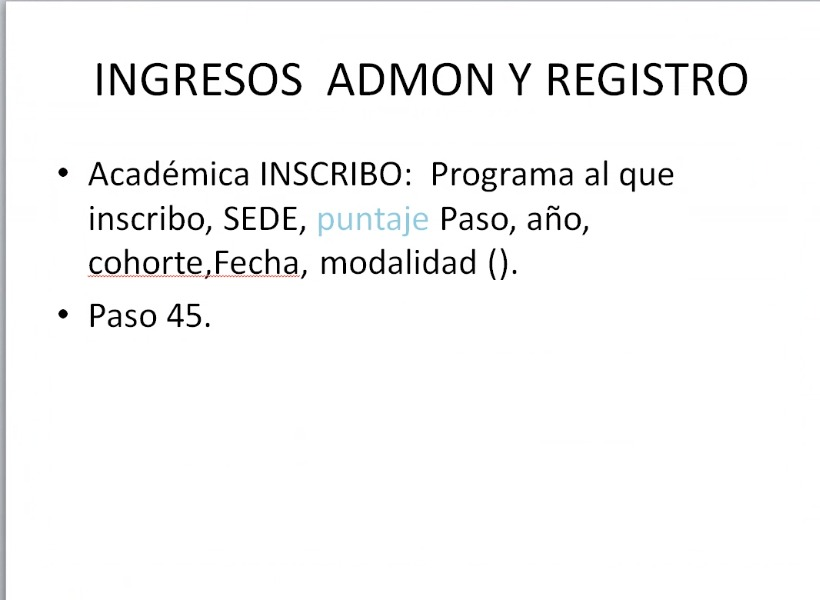 INGRESOS  ADMON Y REGISTRO
• Académica INSCRIBO:  Programa al que
inscribo, SEDE, puntaje Paso, año,
cohorte,Fecha, modalidad ().
• Paso 45.